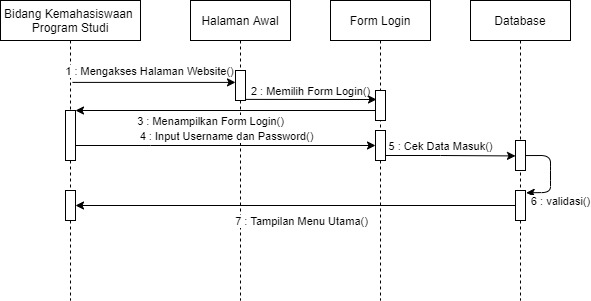 Bidang Kemahasiswaan
Program Studi
Halaman Awal
Form Login
Database
1 : Mengakses Halaman Website()
2 : Memilih Form Login()
3 : Menampilkan Form Login()
4 : Input Username dan Password()
5 : Cek Data Masuk()
6 : validasi()
7 : Tampilan Menu Utama()